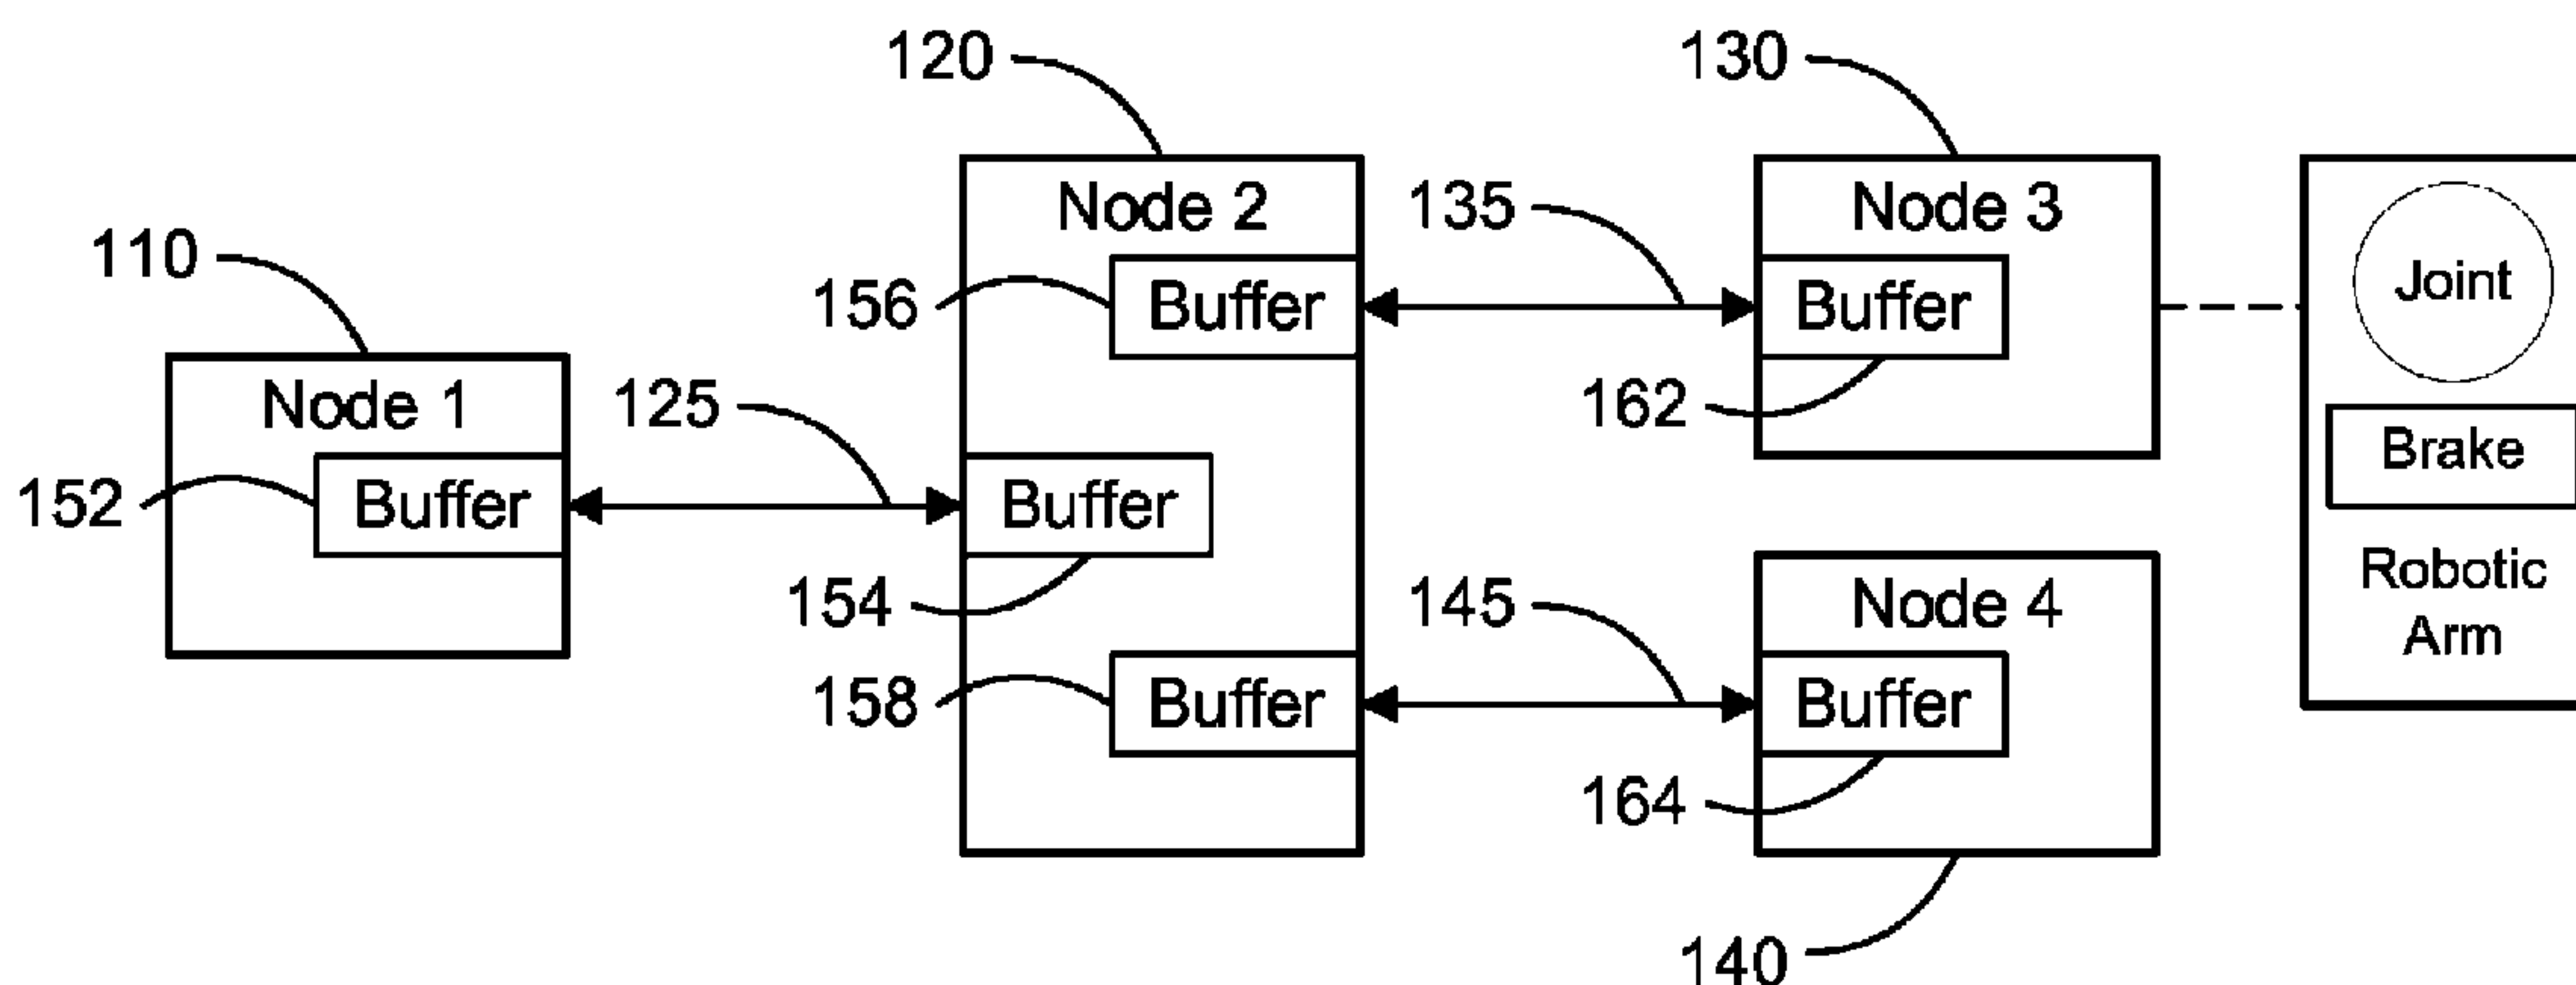 120
130
Node 2
135
Node 3
110
156
Buffer
Buffer
Joint
Node 1
125
162
Brake
152
Buffer
Buffer
Robotic
Arm
154
145
Node 4
158
Buffer
Buffer
164
140